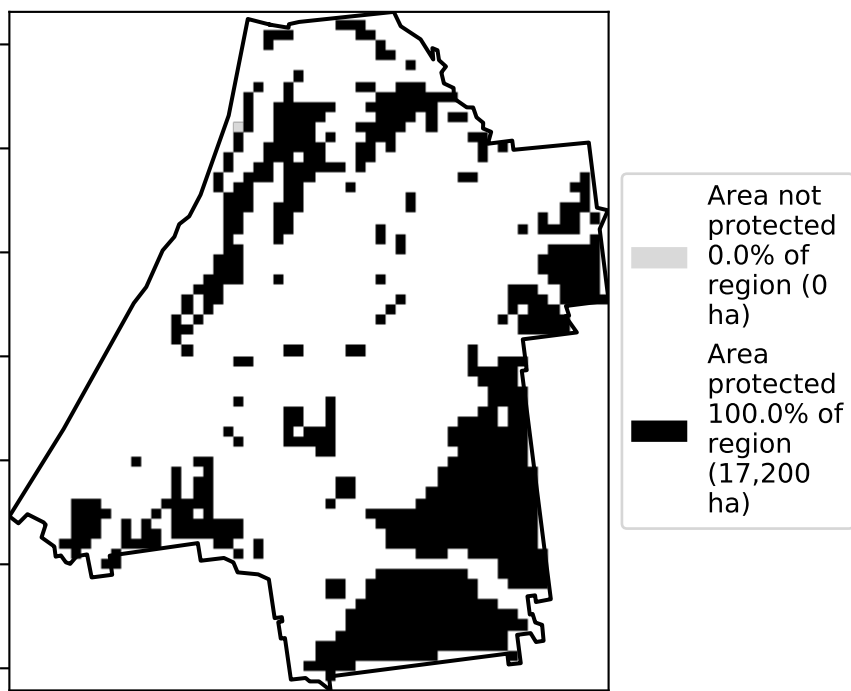 Area not
protected
0.0% of
region (0
ha)
Area
protected
100.0% of
region
(17,200
ha)